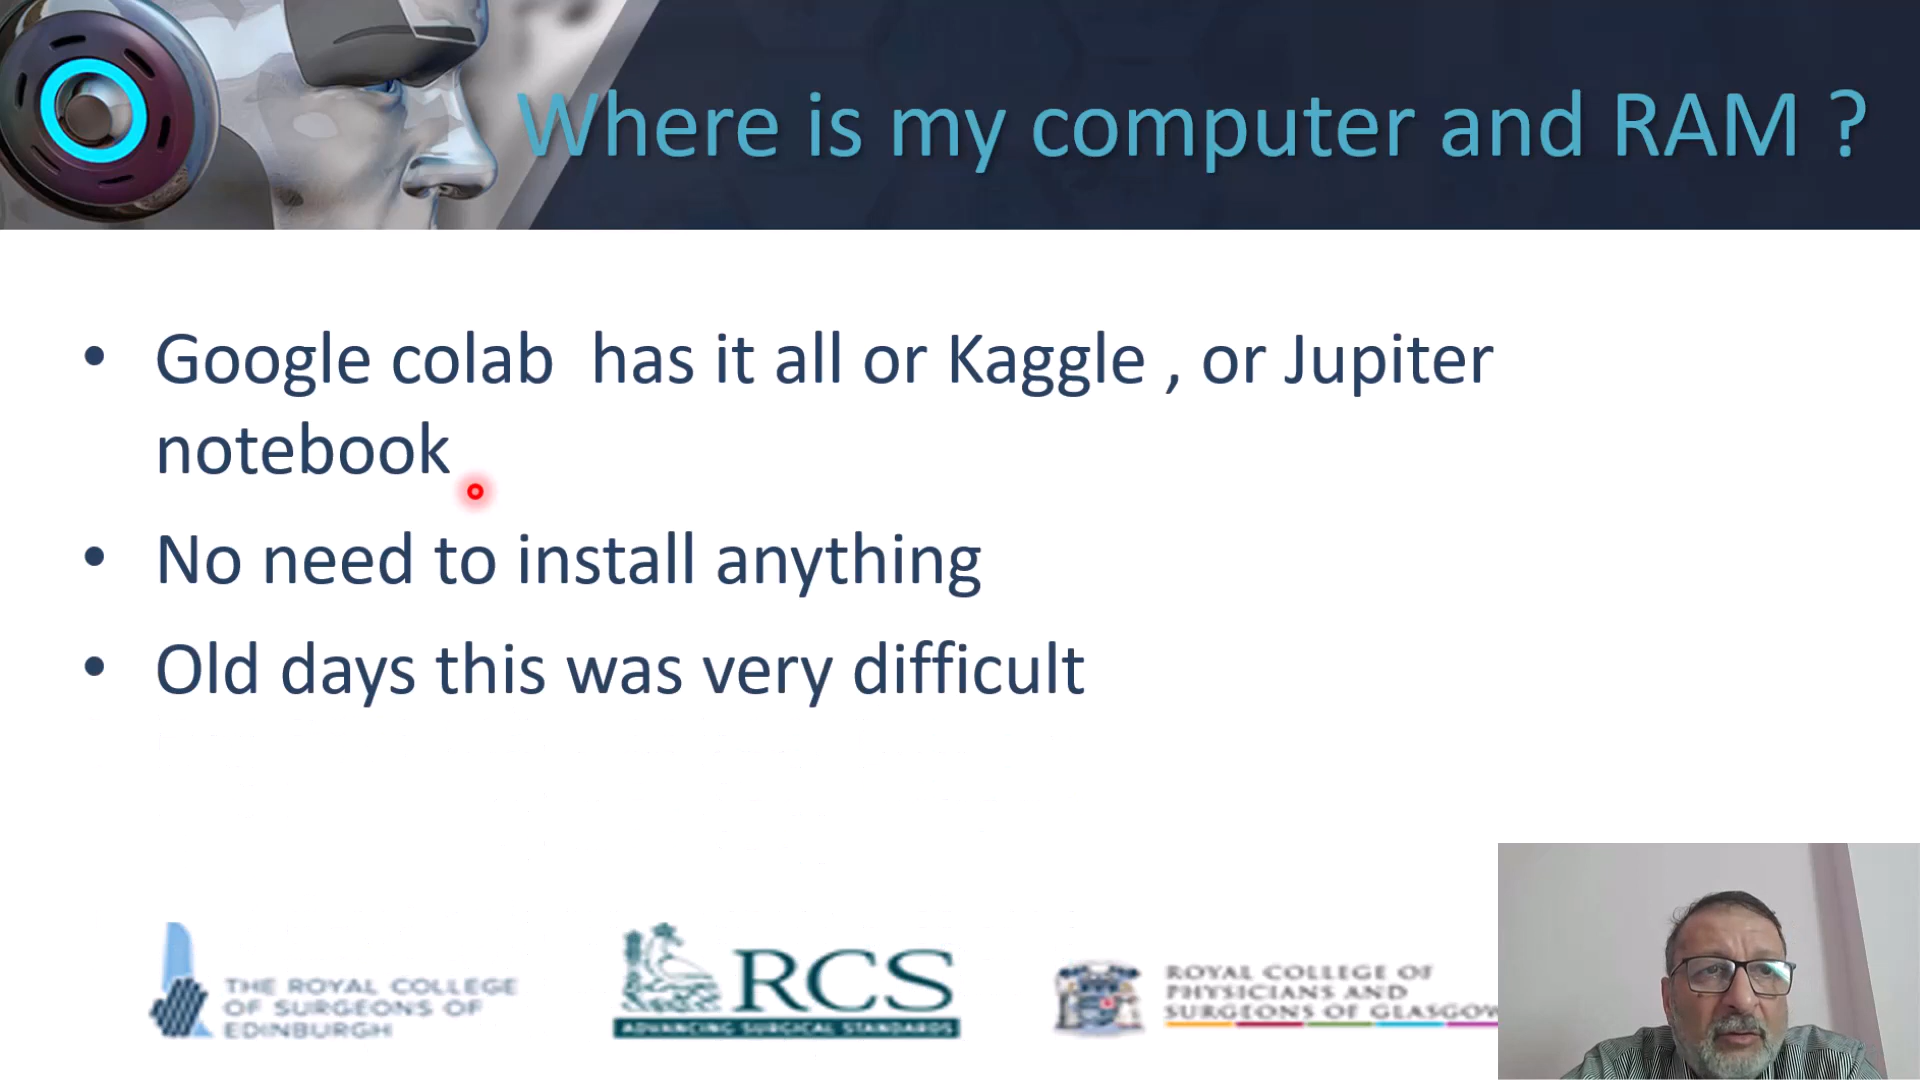 Where is my computer and RAM ?
• Google colab has it all or Kaggle , or Jupiter
notebook
• No need to install anything
• Old days this was very difficult
THE ROYAL COLLEGE
OF SURGEONS OF
EDINBURGH
RCS
ADVANCING SURGICAL STANDARDS
ROYAL COLLEGE OF
PHYSICIANS AND
SURGEONS OF GLASGOW